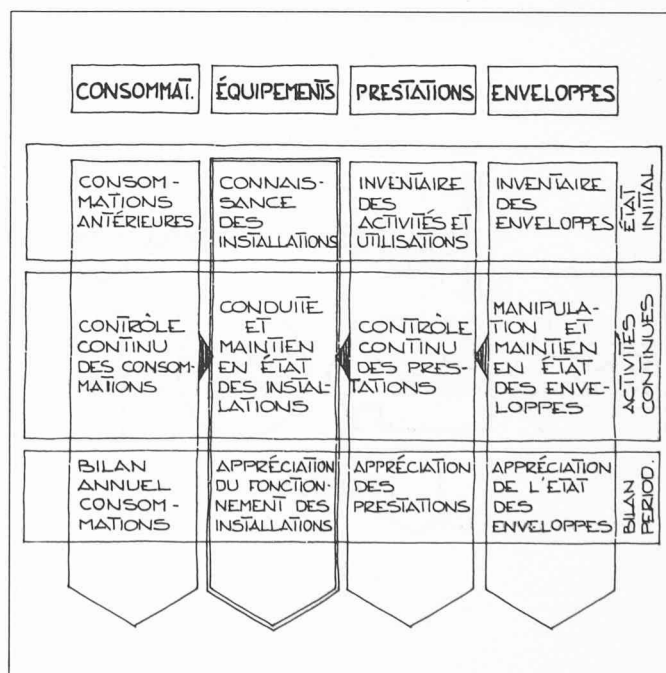 CONSOMMAT.
ÉQUIPEMENTS
PRESTATIONS
ENVELOPPES
CONSOM-
MATIONS
ANTÉRIEURES
CONNAIS-
SANCE
DES
INSTALLATIONS
INVENTAIRE
DES
ACTIVITÉS ET
UTILISATIONS
INVENTAIRE
DES
ENVELOPPES
ÉTAT
INITIAL
CONTRÔLE
CONTINU
DES CONSOM-
MATIONS
CONDUITE
ET
MAINTIEN
EN ÉTAT
DES INSTAL-
LATIONS
CONTRÔLE
CONTINU
DES PRES-
TATIONS
MANIPULA-
TION ET
MAINTIEN
EN ÉTAT
DES ENVE-
LOPPES
ACTIVITÉS
CONTINUES
BILAN
ANNUEL
CONSOM-
MATIONS
APPRÉCIATION
DU FONCTION-
NEMENT DES
INSTALLATIONS
APPRÉCIATION
DES
PRESTATIONS
APPRÉCIATION
DE L'ETAT
DES
ENVELOPPES
BILAN
PERIOD.